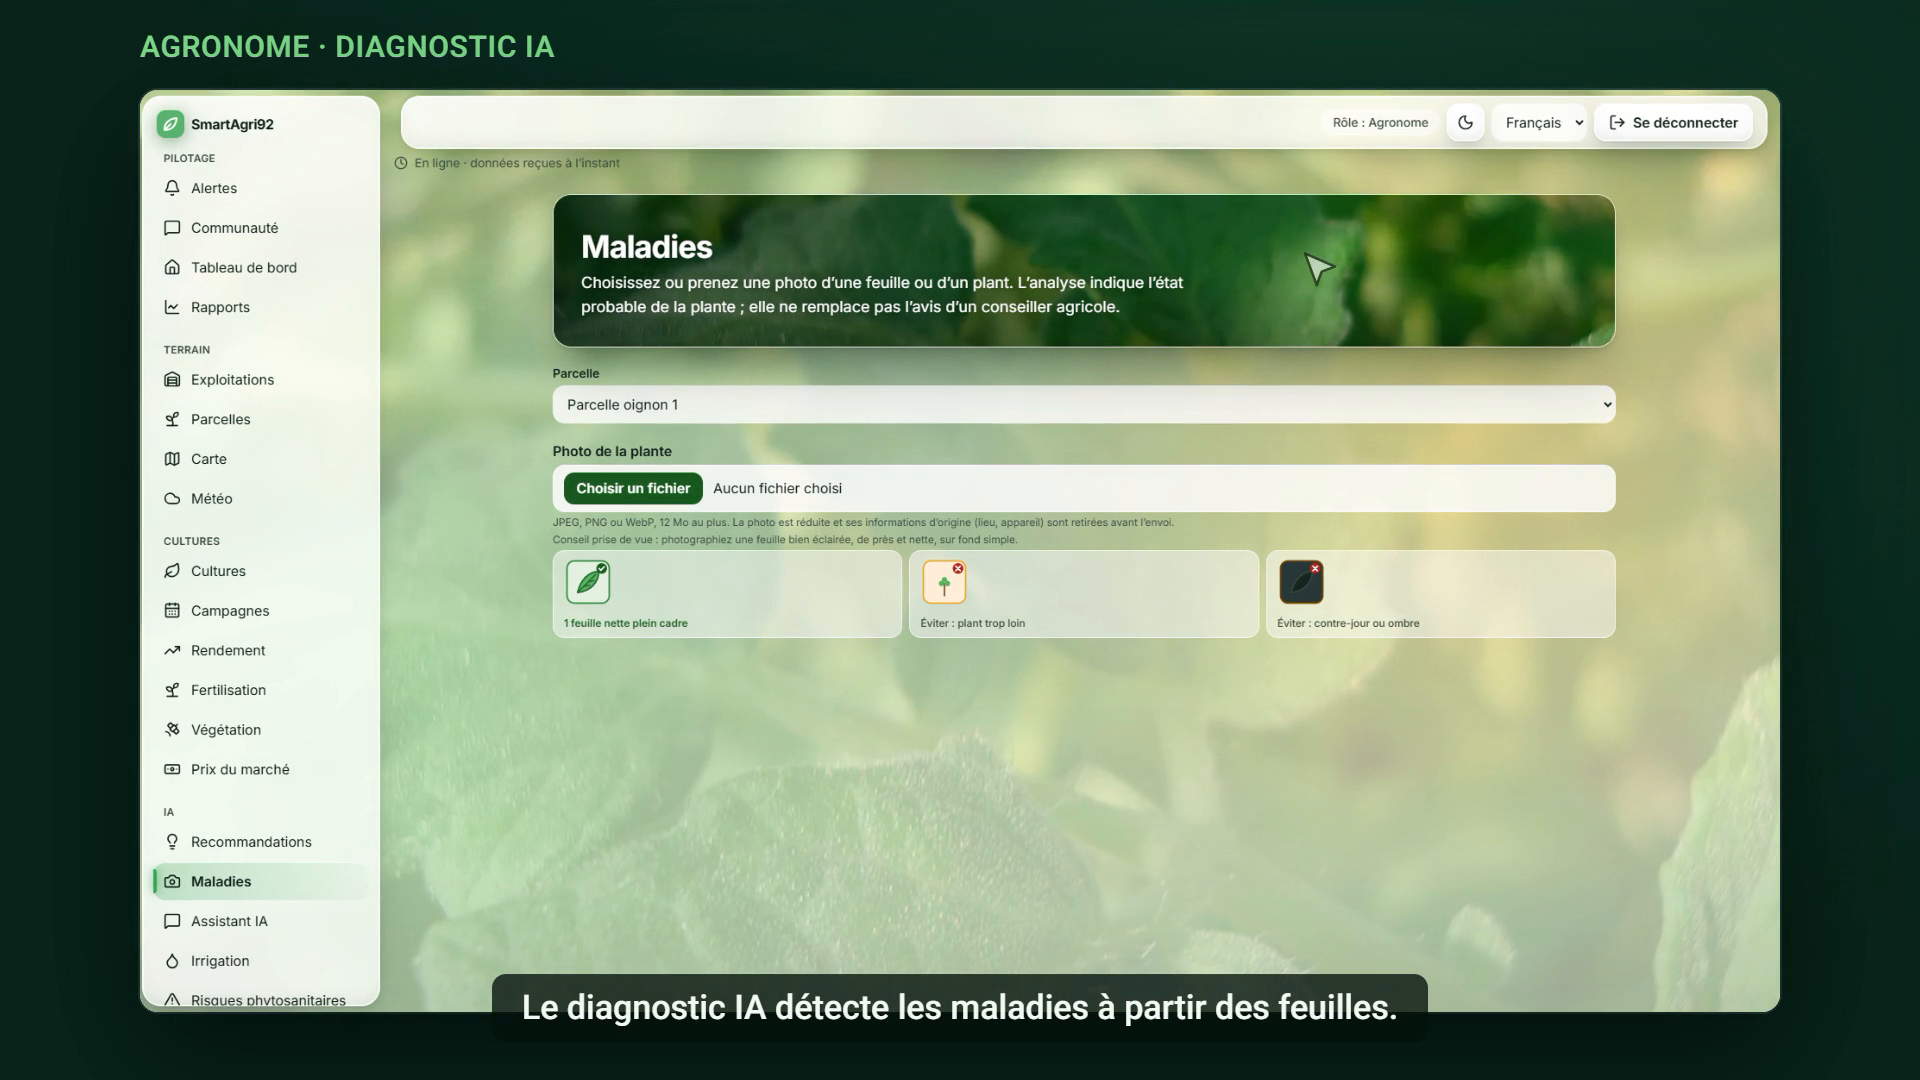 AGRONOME · DIAGNOSTIC IA
SmartAgri92
PILOTAGE
Alertes
Communauté
Tableau de bord
Rapports
TERRAIN
Exploitations
Parcelles
Carte
Météo
CULTURES
Cultures
Campagnes
Rendement
Fertilisation
Végétation
Prix du marché
IA
Recommandations
Maladies
Assistant IA
Irrigation
Risques phytosanitaires
Rôle : Agronome
Français
Se déconnecter
En ligne · données reçues à l’instant
Maladies
Choisissez ou prenez une photo d’une feuille ou d’un plant. L’analyse indique l’état
probable de la plante ; elle ne remplace pas l’avis d’un conseiller agricole.
Parcelle
Parcelle oignon 1
Photo de la plante
Choisir un fichier Aucun fichier choisi
JPEG, PNG ou WebP, 12 Mo au plus. La photo est réduite et ses informations d’origine (lieu, appareil) sont retirées avant l’envoi.
Conseil prise de vue : photographiez une feuille bien éclairée, de près et nette, sur fond simple.
1 feuille nette plein cadre
Éviter : plant trop loin
Éviter : contre-jour ou ombre
Le diagnostic IA détecte les maladies à partir des feuilles.